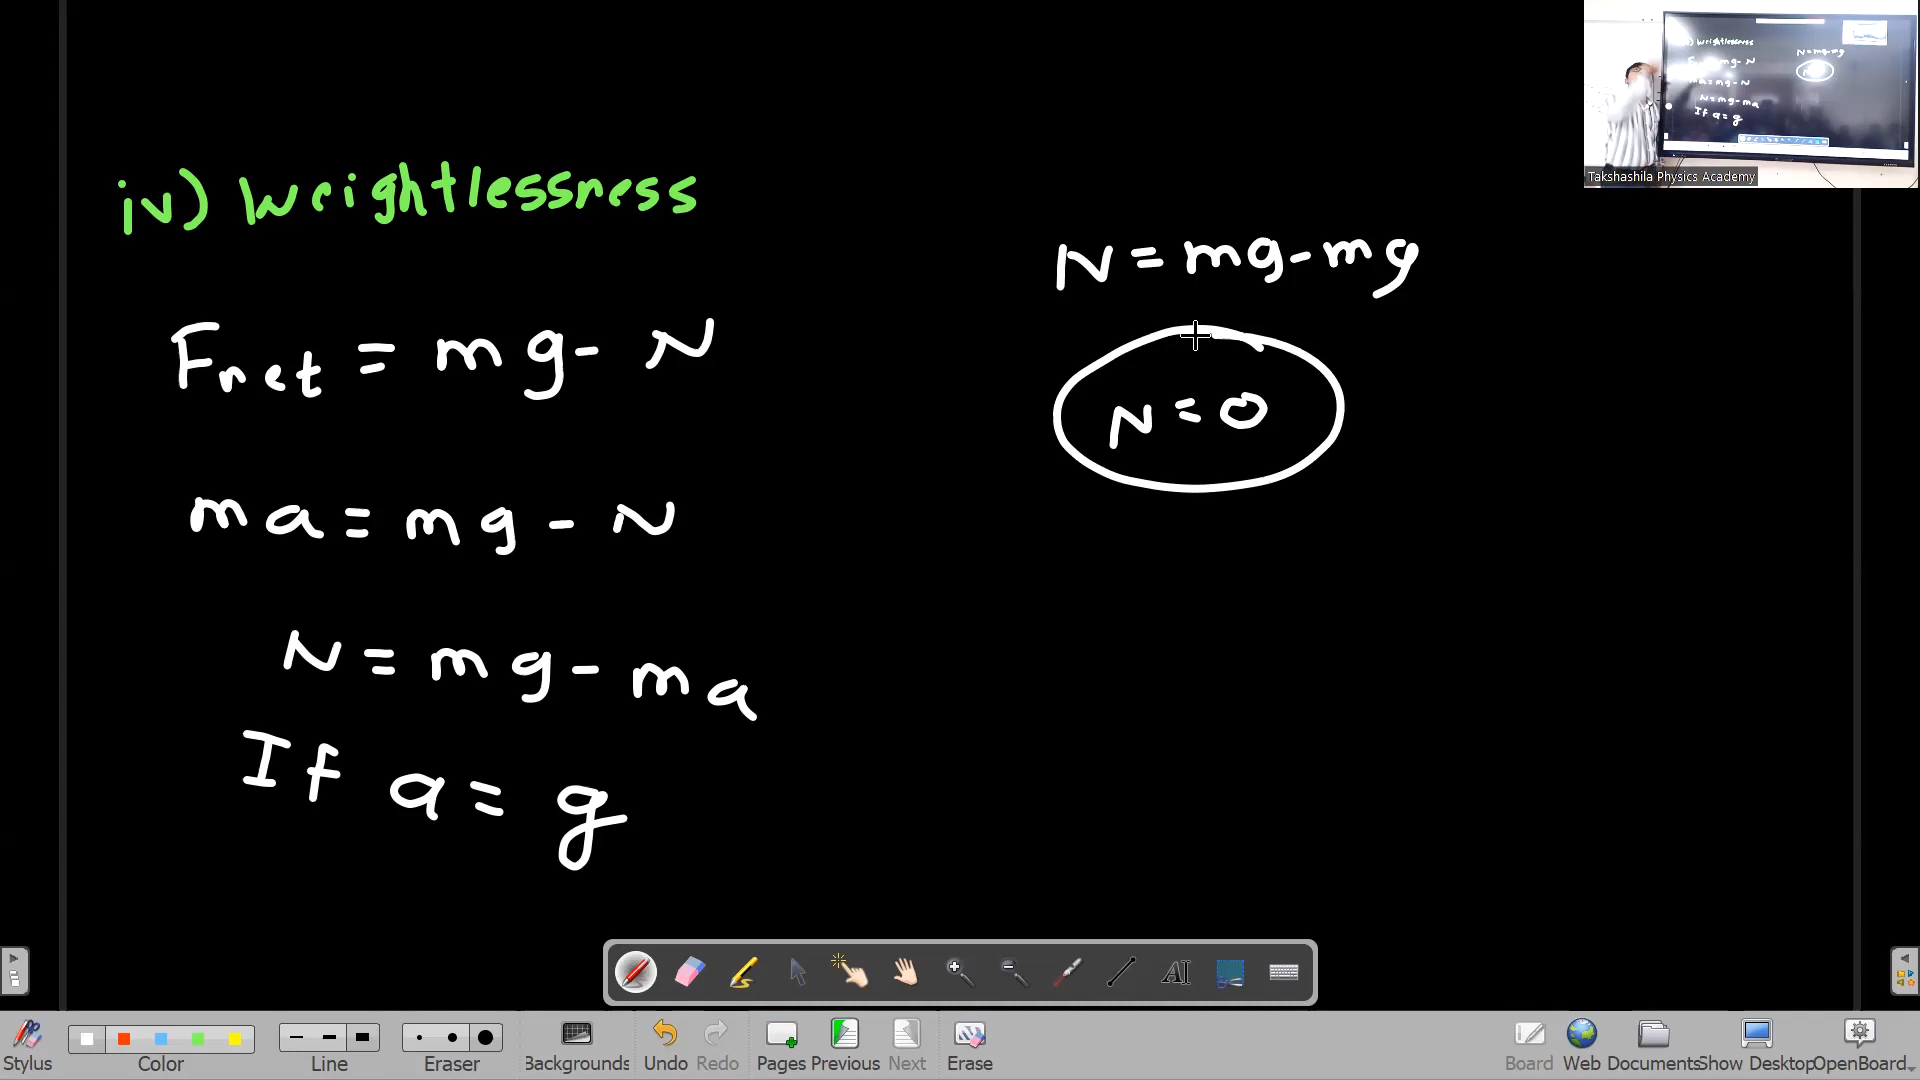 iv) Weightlessness
Fnet = mg - N
ma = mg - N
N = mg - ma
If a = g
N = mg - mg
N = 0
Takshashila Physics Academy
Stylus
Color
Line
Eraser
Backgrounds
Undo
Redo
Pages
Previous
Next
Erase
Board
Web
Documents
Show Desktop
OpenBoard